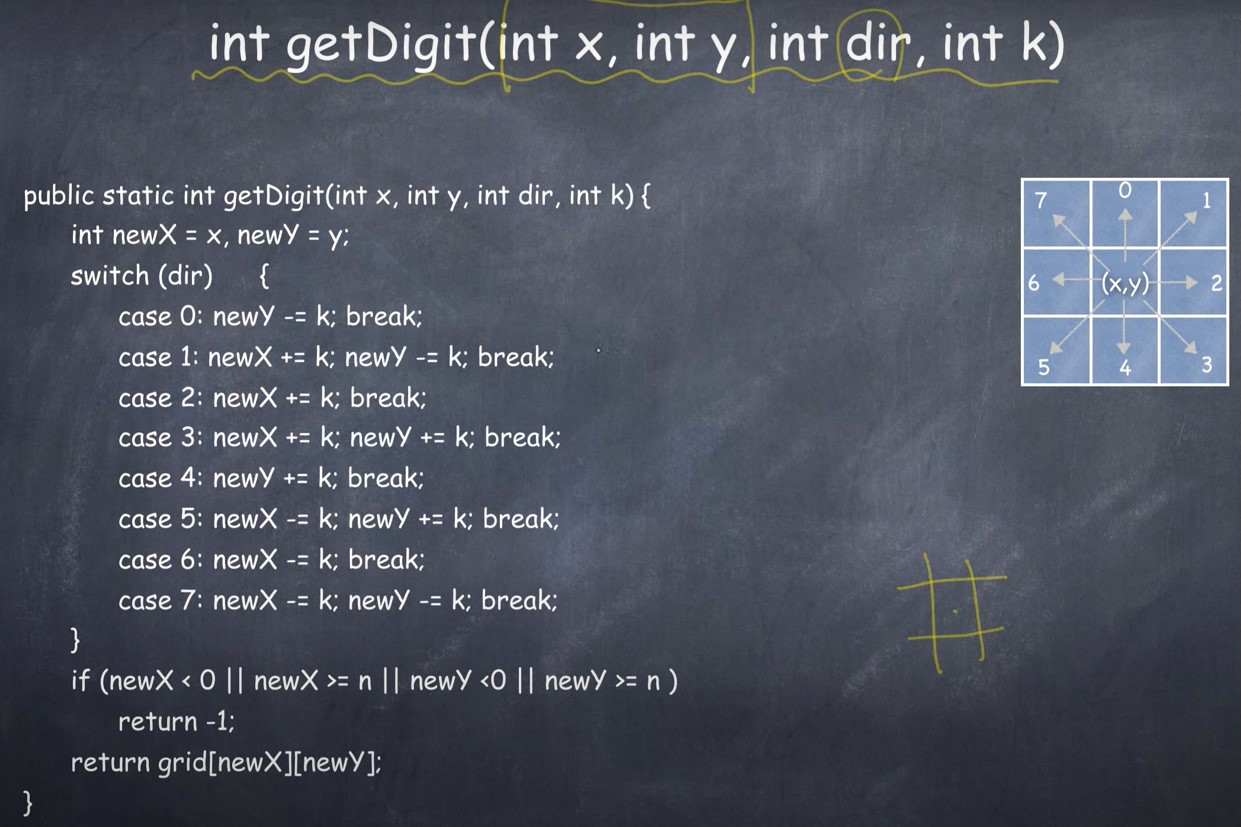 int getDigit(int x, int y, int dir, int k)
public static int getDigit(int x, int y, int dir, int k) {
int newX = x, newY = y;
switch (dir) {
case 0: newY -= k; break;
case 1: newX += k; newY -= k; break;
case 2: newX += k; break;
case 3: newX += k; newY += k; break;
case 4: newY += k; break;
case 5: newX -= k; newY += k; break;
case 6: newX -= k; break;
case 7: newX -= k; newY -= k; break;
}
if (newX < 0 || newX >= n || newY <0 || newY >= n )
return -1;
return grid[newX][newY];
}
7 0 1
6 (x,y) 2
5 4 3